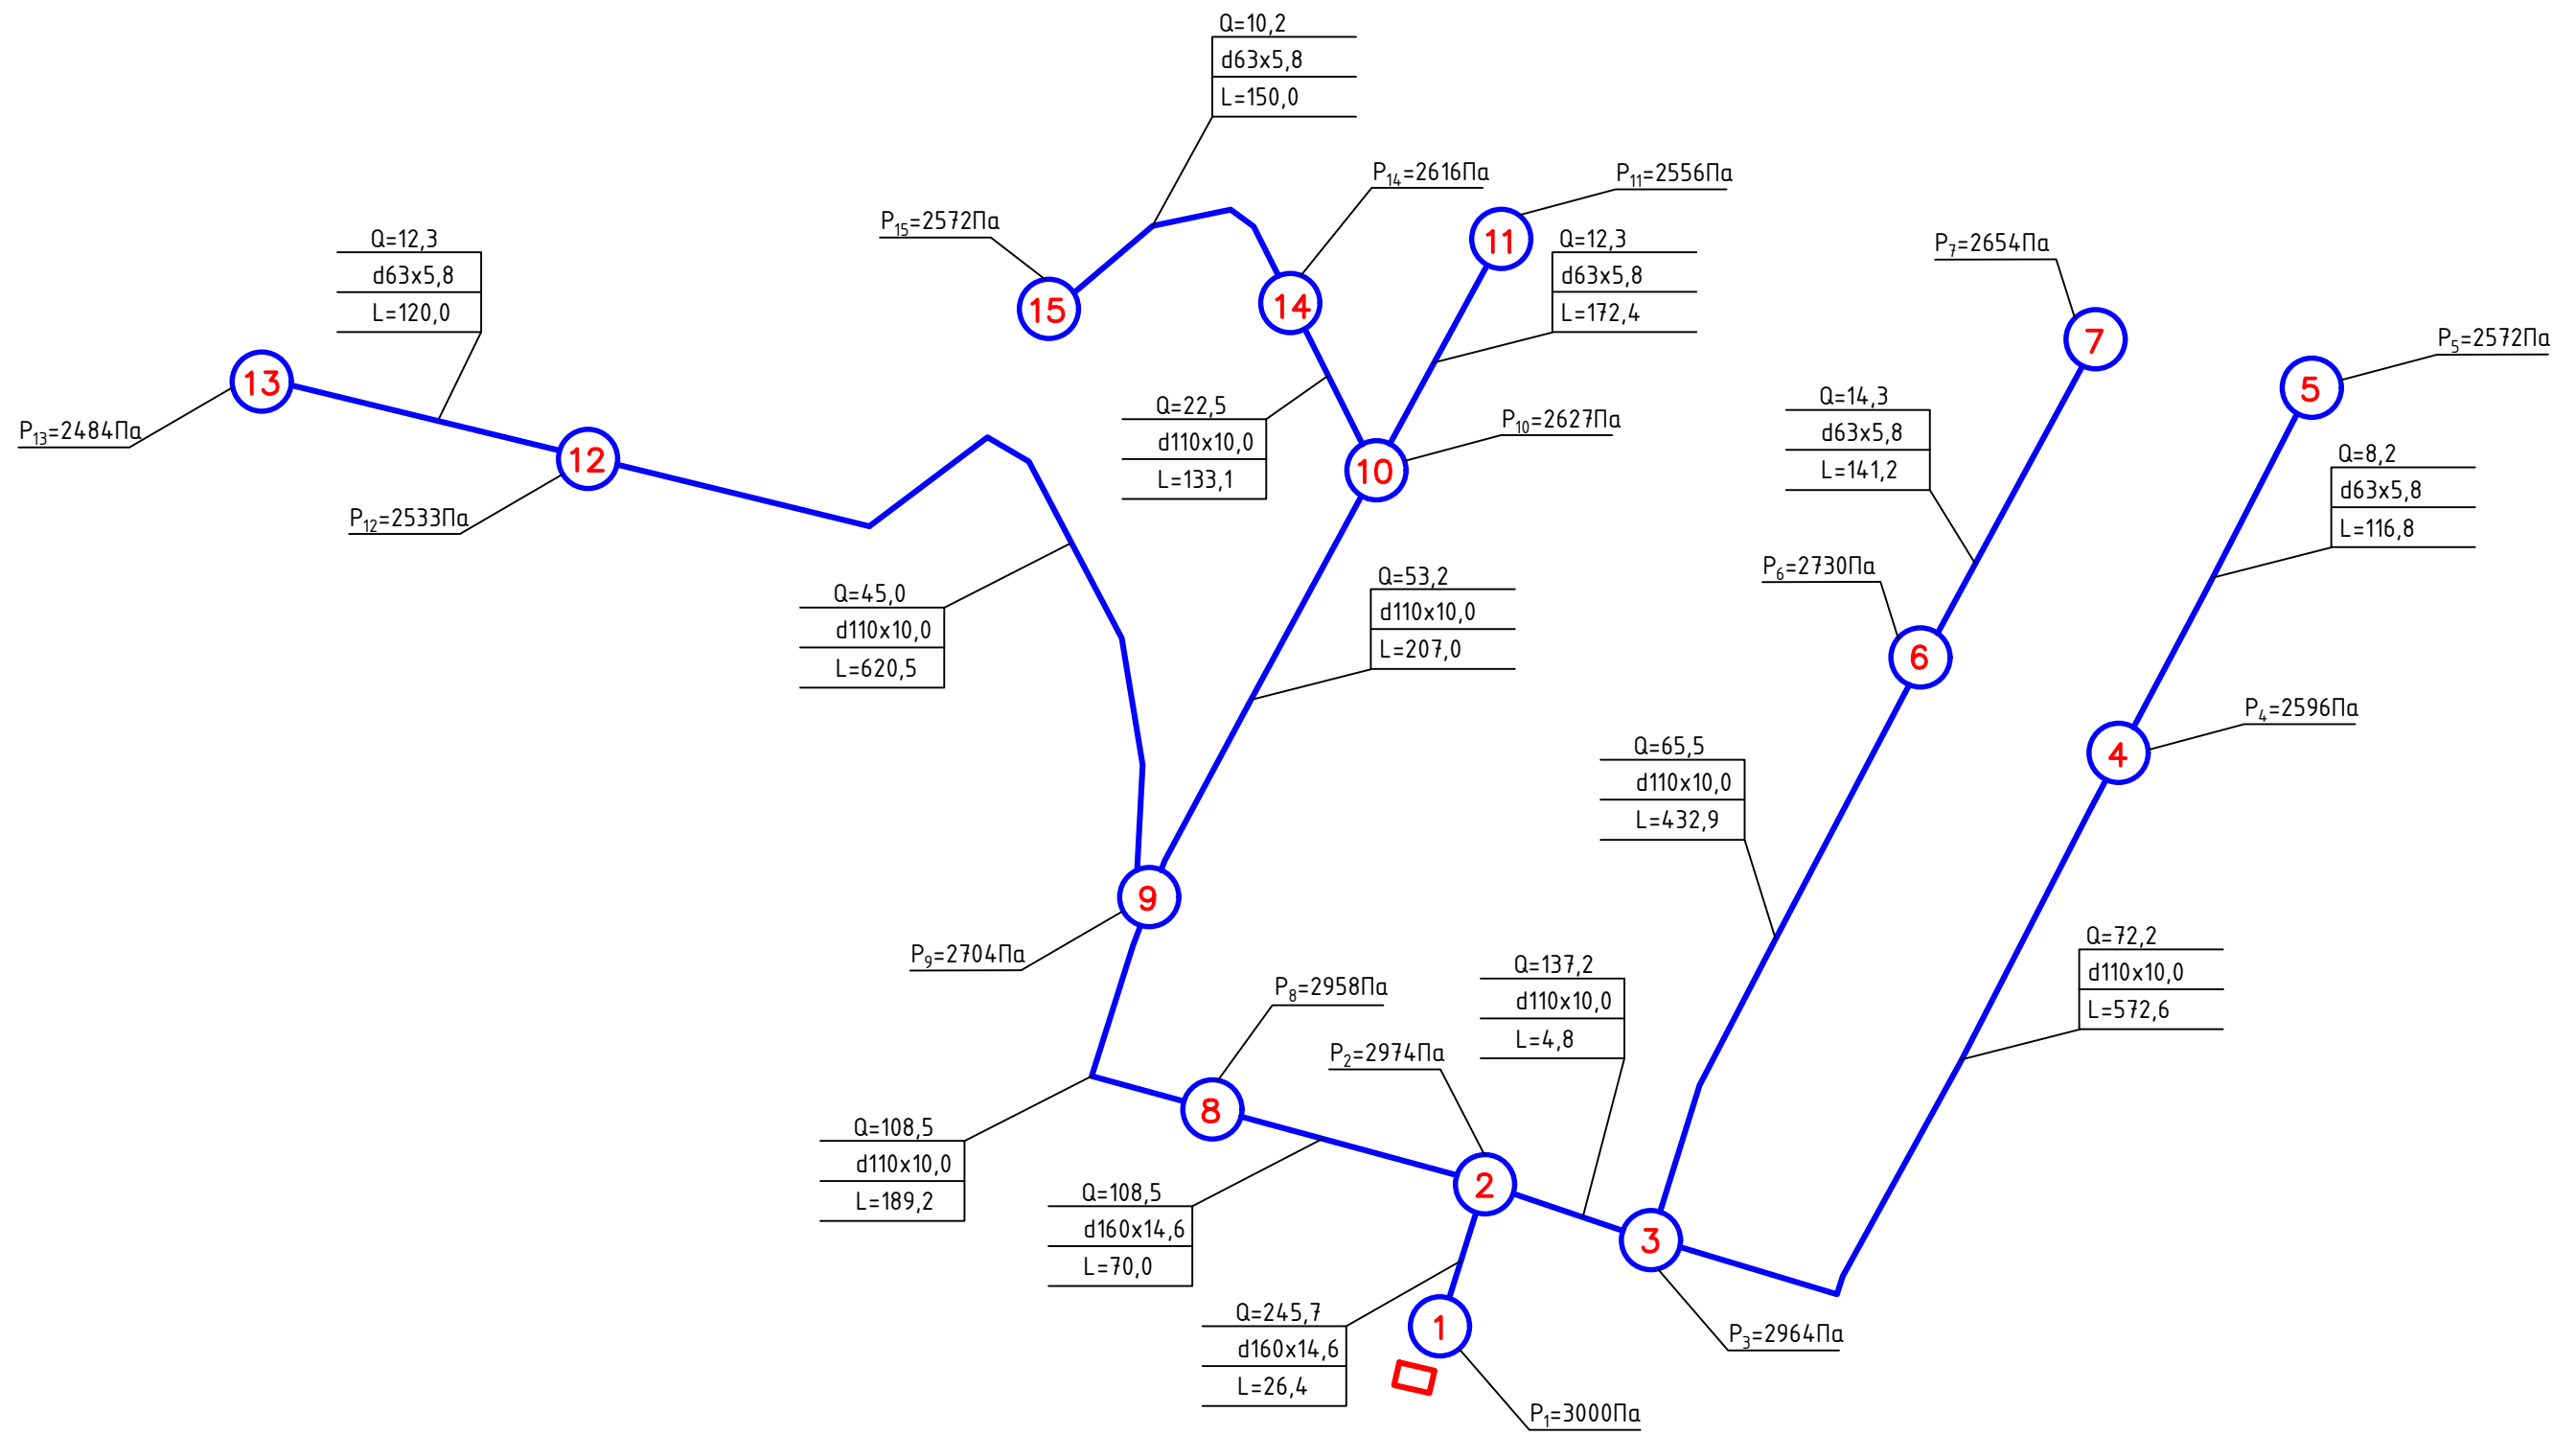 Q=10,2
d63x5,8
L=150,0
P14=2616Па
P11=2556Па
P15=2572Па
11
Q=12,3
d63x5,8
L=172,4
Q=12,3
d63x5,8
L=120,0
P7=2654Па
15
14
7
P5=2572Па
13
5
P13=2484Па
Q=22,5
d110x10,0
L=133,1
P10=2627Па
10
Q=14,3
d63x5,8
L=141,2
12
P12=2533Па
Q=8,2
d63x5,8
L=116,8
Q=45,0
d110x10,0
L=620,5
Q=53,2
d110x10,0
L=207,0
P6=2730Па
6
P4=2596Па
4
Q=65,5
d110x10,0
L=432,9
9
P9=2704Па
P8=2958Па
Q=137,2
d110x10,0
L=4,8
Q=72,2
d110x10,0
L=572,6
P2=2974Па
8
Q=108,5
d110x10,0
L=189,2
Q=108,5
d160x14,6
L=70,0
2
3
Q=245,7
d160x14,6
L=26,4
1
P3=2964Па
P1=3000Па